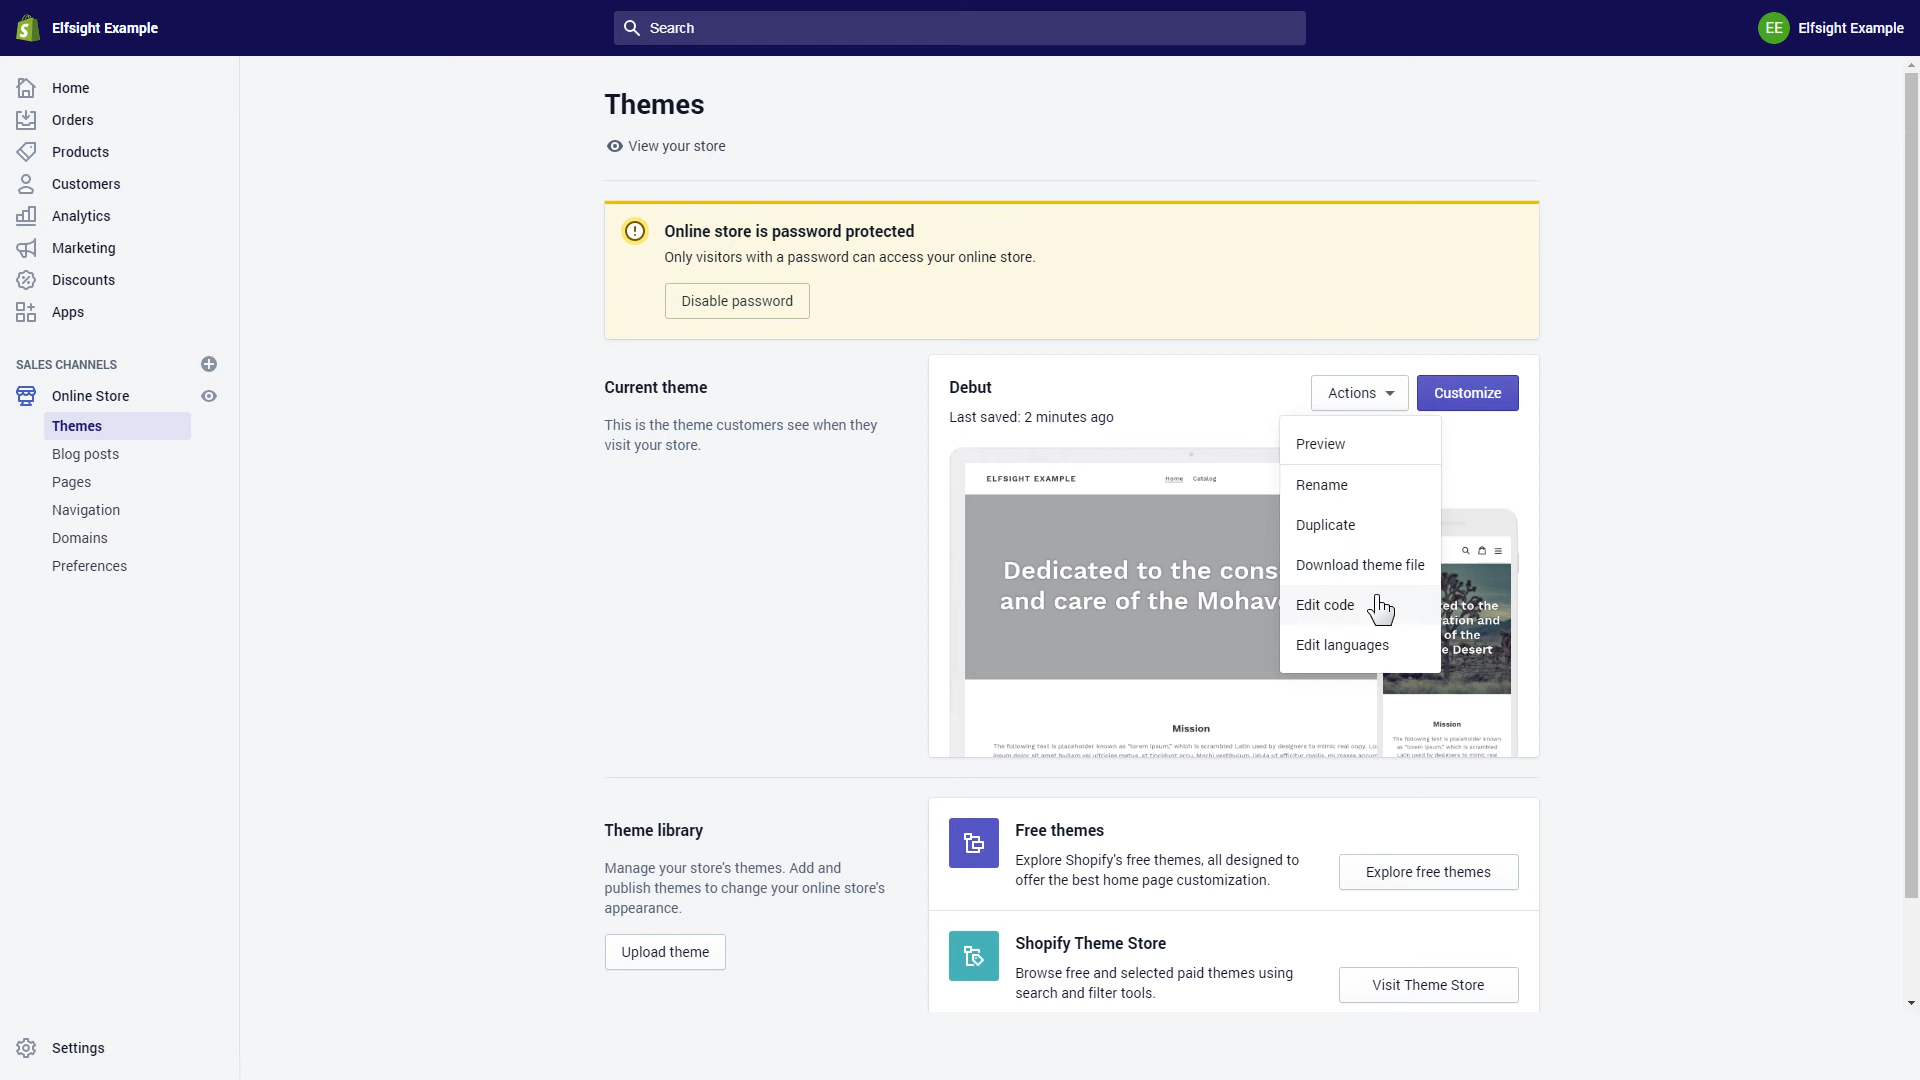 Elfsight Example
Search
EE
Elfsight Example
Home
Orders
Products
Customers
Analytics
Marketing
Discounts
Apps
SALES CHANNELS
Online Store
Themes
Blog posts
Pages
Navigation
Domains
Preferences
Settings
Themes
View your store
Online store is password protected
Only visitors with a password can access your online store.
Disable password
Current theme
This is the theme customers see when they
visit your store.
Debut
Last saved: 2 minutes ago
Actions
Customize
Preview
Rename
Duplicate
Download theme file
Edit code
Edit languages
ELFSIGHT EXAMPLE
Home Catalog
Dedicated to the cons
and care of the Mohav
Mission
The following text is placeholder known as "lorem ipsum," which is scrambled Latin used by designers to mimic real copy. Lo
ed to the
ation and
of the
e Desert
Mission
The following text is placeholder known
as "lorem ipsum," which is scrambled
Latin used by designers to mimic real
Theme library
Manage your store's themes. Add and
publish themes to change your online store's
appearance.
Upload theme
Free themes
Explore Shopify's free themes, all designed to
offer the best home page customization.
Explore free themes
Shopify Theme Store
Browse free and selected paid themes using
search and filter tools.
Visit Theme Store